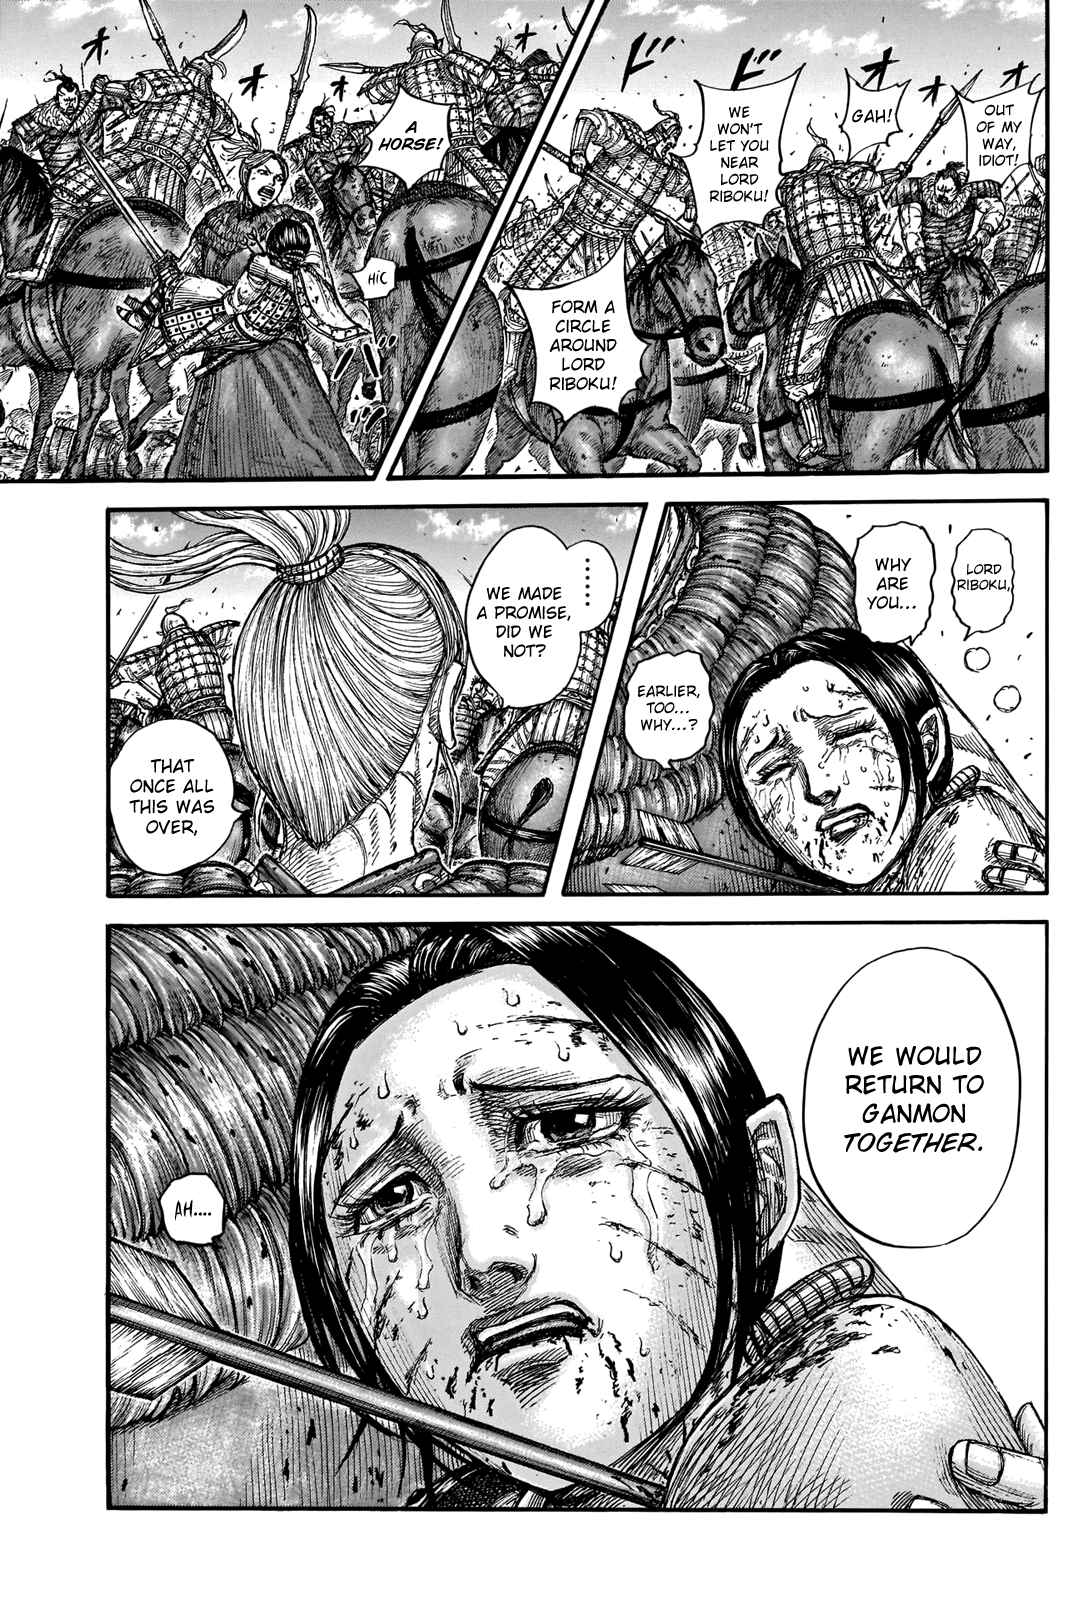 OUT
OF MY
WAY,
IDIOT!
GAH!
WE
WON'T
LET YOU
NEAR
LORD
RIBOKU!
FORM A
CIRCLE
AROUND
LORD
RIBOKU!
ド
ド
オ
オ
A
HORSE!
HIC
オ
オ
LORD
RIBOKU,
WHY
ARE
YOU...
EARLIER,
TOO...
WHY...?
......
WE MADE
A PROMISE,
DID WE
NOT?
THAT
ONCE ALL
THIS WAS
OVER,
WE WOULD
RETURN TO
GANMON
TOGETHER.
AH....